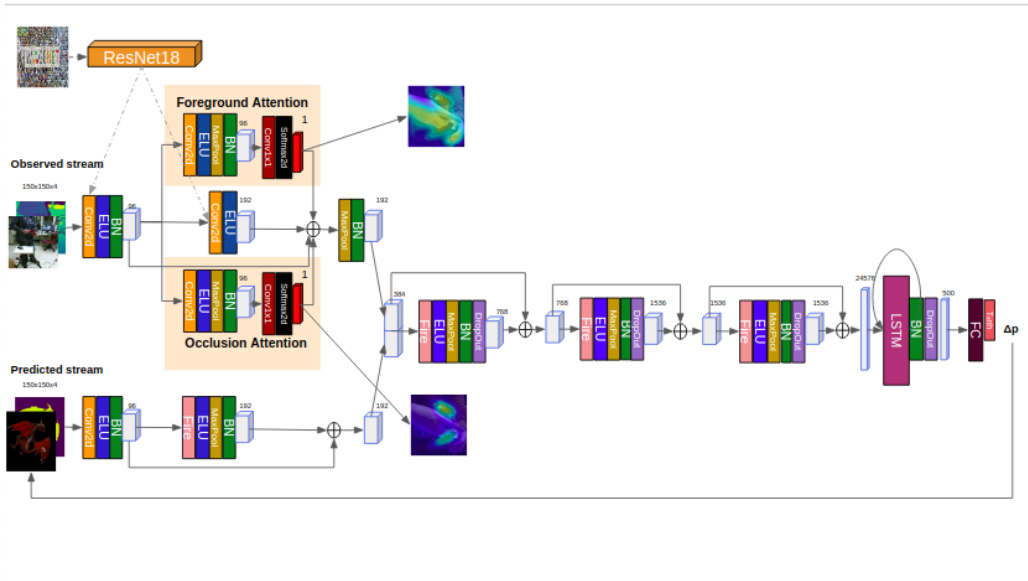 ResNet18
Foreground Attention
Conv2d
ELU
MaxPool
BN
96
Conv1x1
Softmax2d
1
Observed stream
150x150x4
Conv2d
ELU
BN
96
Conv2d
ELU
192
MaxPool
BN
192
Conv2d
ELU
MaxPool
BN
96
Conv1x1
Softmax2d
1
Occlusion Attention
384
Fire
ELU
MaxPool
BN
DropOut
768
768
Fire
ELU
MaxPool
BN
DropOut
1536
1536
Fire
ELU
MaxPool
BN
DropOut
1536
24576
LSTM
BN
DropOut
500
FC
Tanh
Δp
Predicted stream
150x150x4
Conv2d
ELU
BN
96
Fire
ELU
MaxPool
BN
192
192